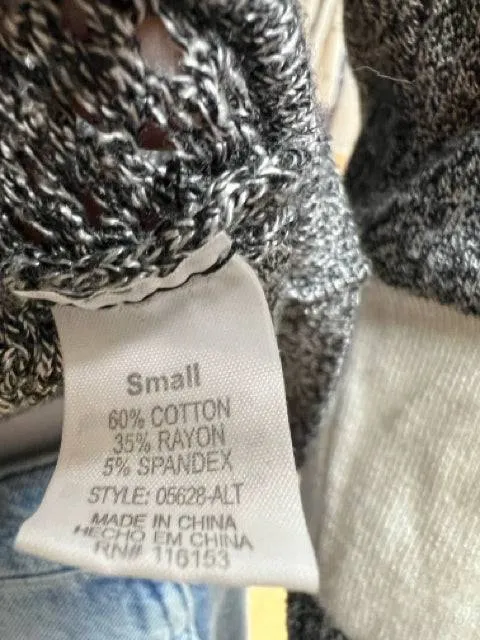 Small
60% COTTON
35% RAYON
5% SPANDEX
STYLE: 05628-ALT
MADE IN CHINA
HECHO EM CHINA
RN# 116153